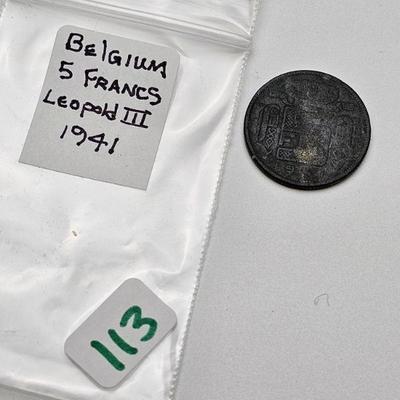 BElgIUM
5 FRANCS
LEopold III
1941
113